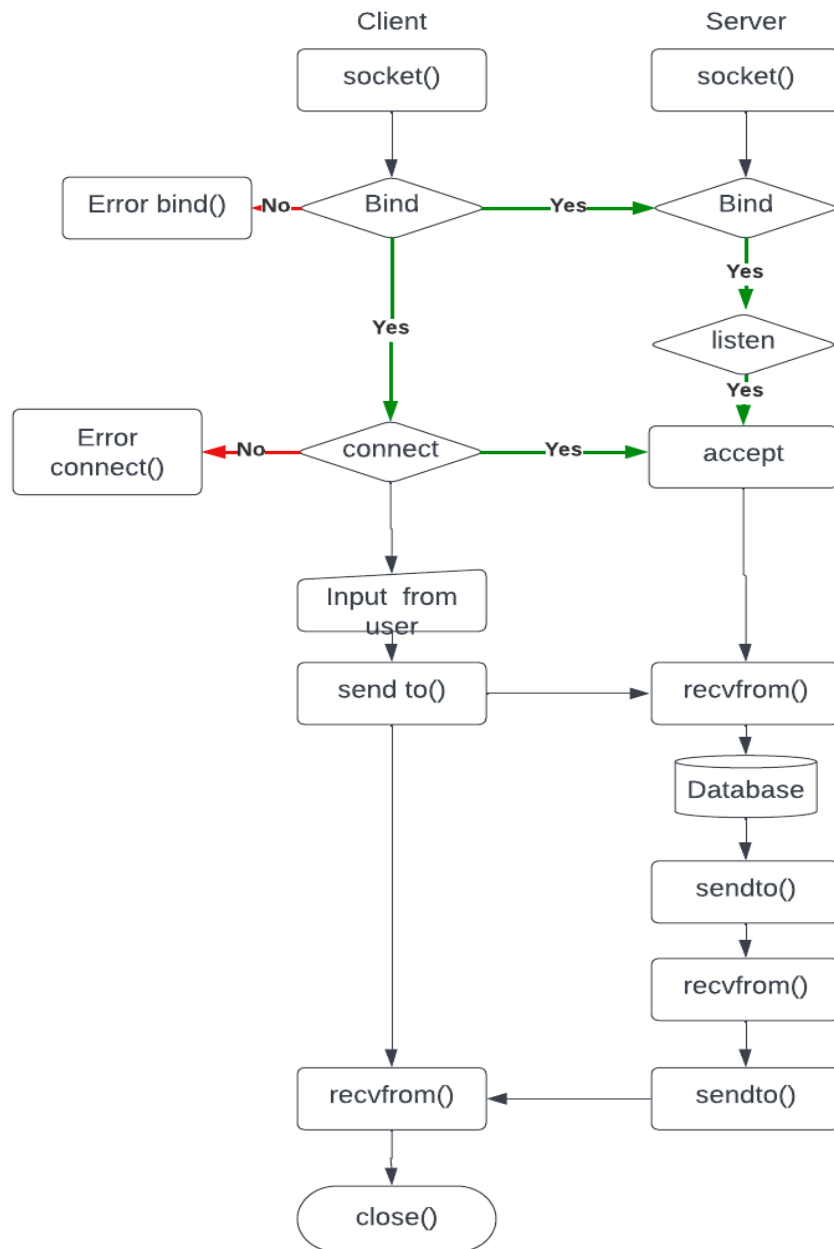 Client
Server
socket()
socket()
Error bind()
No
Bind
Yes
Bind
Yes
Yes
listen
Yes
Error
connect()
No
connect
Yes
accept
Input from
user
send to()
recvfrom()
Database
sendto()
recvfrom()
recvfrom()
sendto()
close()